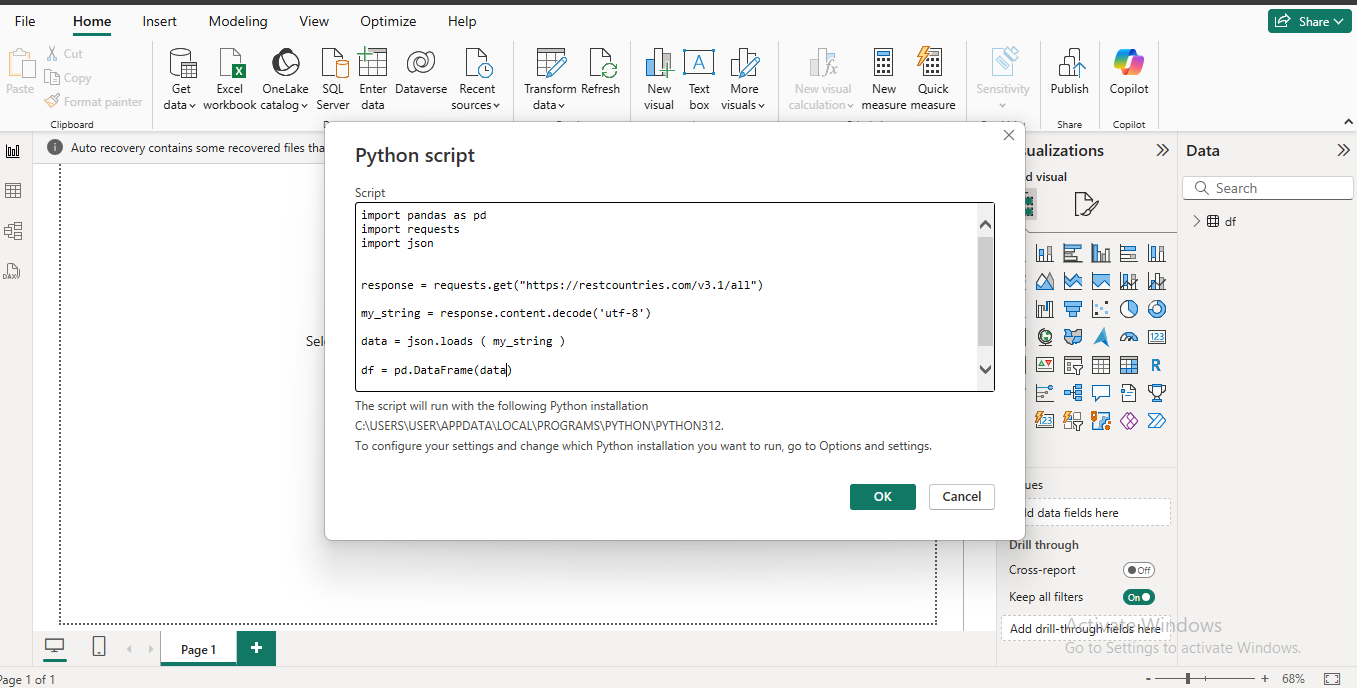 File Home Insert Modeling View Optimize Help Share
Paste Cut Copy Format painter
Clipboard
Get data
Excel workbook
OneLake catalog
SQL Server
Enter data
Dataverse
Recent sources
Transform data
Refresh
New visual
Text box
A
More visuals
New visual calculation
New measure
Quick measure
Sensitivity
Publish
Share
Copilot
Copilot
Auto recovery contains some recovered files tha
Python script
Script
import pandas as pd
import requests
import json
response = requests.get("https://restcountries.com/v3.1/all")
my_string = response.content.decode('utf-8')
data = json.loads ( my_string )
df = pd.DataFrame(data)
The script will run with the following Python installation
C:\USERS\USER\APPDATA\LOCAL\PROGRAMS\PYTHON\PYTHON312.
To configure your settings and change which Python installation you want to run, go to Options and settings.
OK Cancel
Sel
DAX
ualizations
d visual
123
R
123
ues
d data fields here
Drill through
Cross-report Off
Keep all filters On
Add drill-through fields here
Data
Search
df
Activate Windows
Go to Settings to activate Windows.
Page 1 +
Page 1 of 1
- + 68%